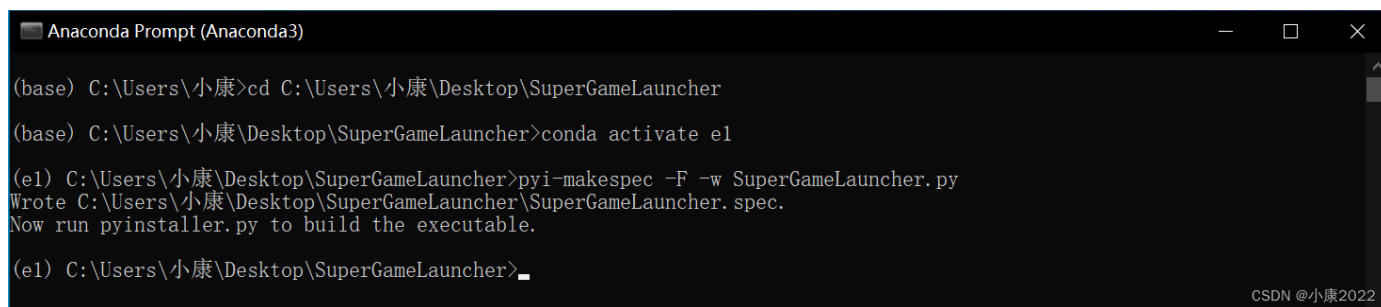 Anaconda Prompt (Anaconda3)
(base) C:\Users\小康>cd C:\Users\小康\Desktop\SuperGameLauncher
(base) C:\Users\小康\Desktop\SuperGameLauncher>conda activate e1
(e1) C:\Users\小康\Desktop\SuperGameLauncher>pyi-makespec -F -w SuperGameLauncher.py
Wrote C:\Users\小康\Desktop\SuperGameLauncher\SuperGameLauncher.spec.
Now run pyinstaller.py to build the executable.
(e1) C:\Users\小康\Desktop\SuperGameLauncher>
CSDN @小康2022